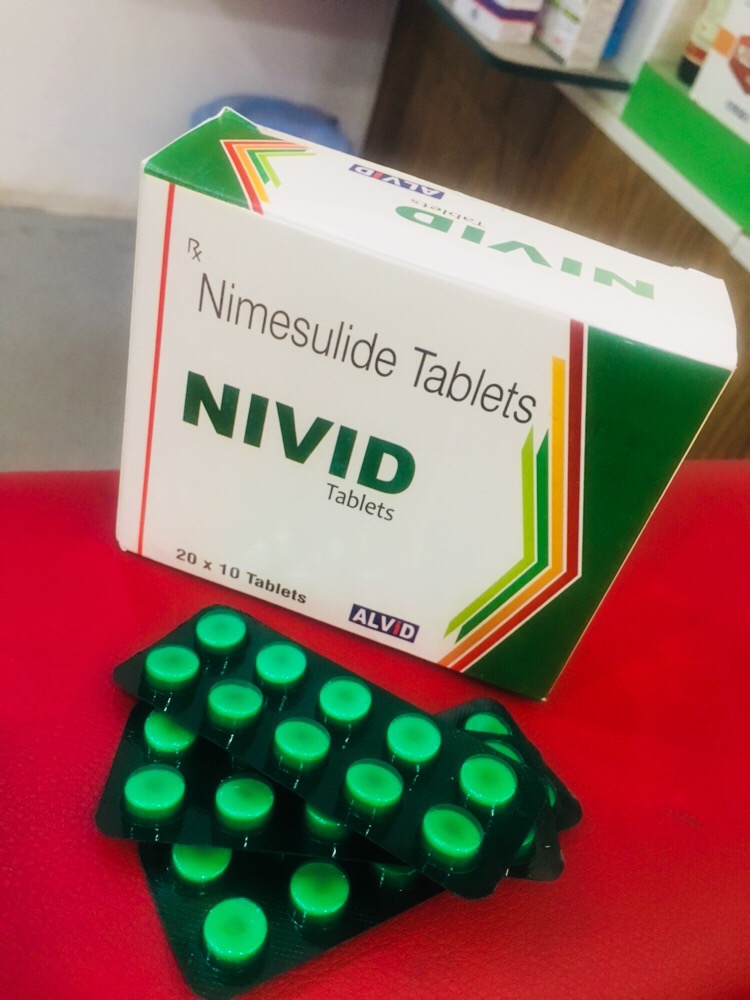 ALViD
Tablets
NIVID
Rx
Nimesulide Tablets
NIVID
Tablets
20 x 10 Tablets
ALViD